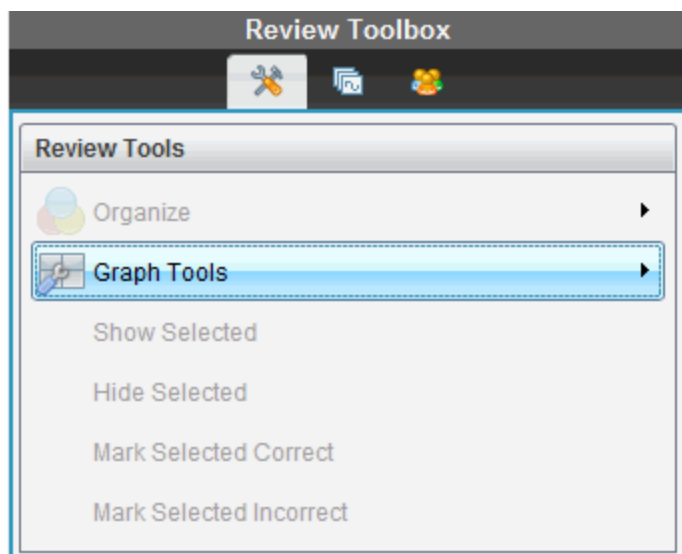 Review Toolbox
Review Tools
Organize
Graph Tools
Show Selected
Hide Selected
Mark Selected Correct
Mark Selected Incorrect